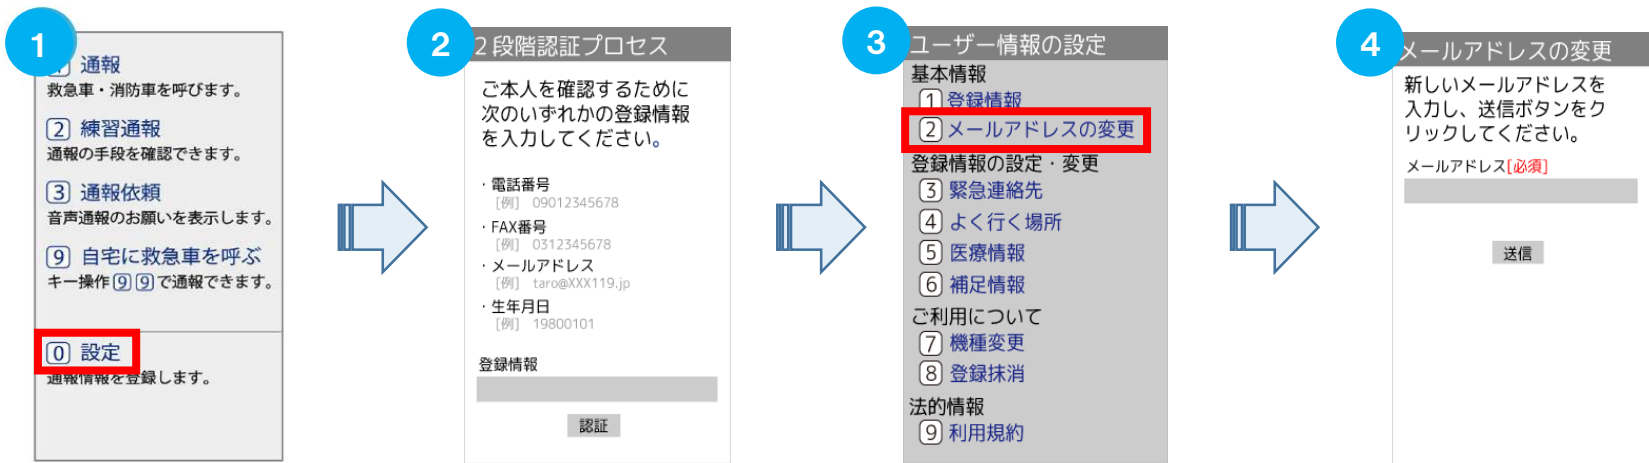 1
通報
救急車・消防車を呼びます。
2 練習通報
通報の手段を確認できます。
3 通報依頼
音声通報のお願いを表示します。
9 自宅に救急車を呼ぶ
キー操作99で通報できます。
0 設定
通報情報を登録します。
2
2段階認証プロセス
ご本人を確認するために
次のいずれかの登録情報
を入力してください。
・電話番号
[例] 09012345678
・FAX番号
[例] 0312345678
・メールアドレス
[例] taro@XXX119.jp
・生年月日
[例] 19800101
登録情報
認証
3
ユーザー情報の設定
基本情報
1 登録情報
2 メールアドレスの変更
登録情報の設定・変更
3 緊急連絡先
4 よく行く場所
5 医療情報
6 補足情報
ご利用について
7 機種変更
8 登録抹消
法的情報
9 利用規約
4
メールアドレスの変更
新しいメールアドレスを
入力し、送信ボタンをク
リックしてください。
メールアドレス[必須]
送信